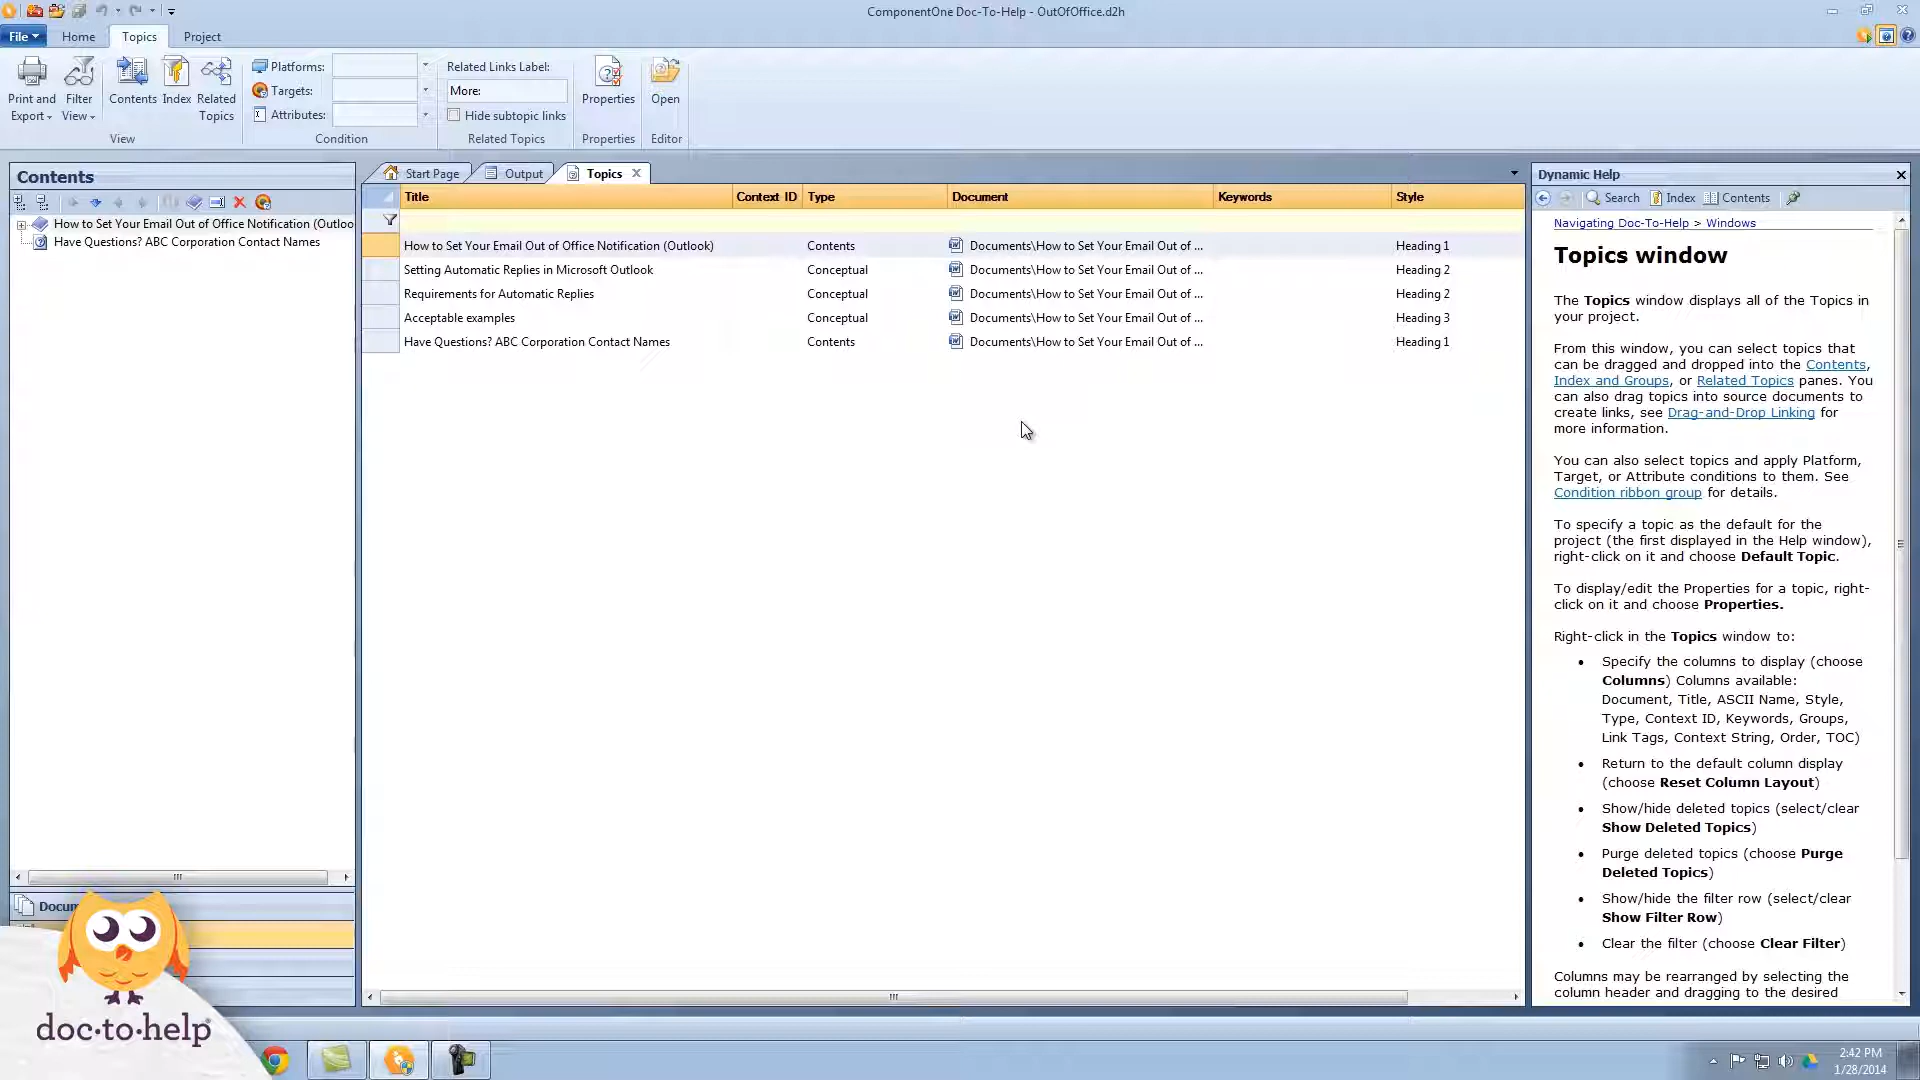 ComponentOne Doc-To-Help - OutOfOffice.d2h
File Home Topics Project
Print and Export
Filter View
Contents
Index
Related Topics
View
Platforms:
Targets:
Attributes:
Condition
Related Links Label:
More:
Hide subtopic links
Related Topics
Properties
Properties
Open
Editor
Contents
How to Set Your Email Out of Office Notification (Outloo
Have Questions? ABC Corporation Contact Names
Start Page Output Topics
Title Context ID Type Document Keywords Style
How to Set Your Email Out of Office Notification (Outlook) Contents Documents\How to Set Your Email Out of ... Heading 1
Setting Automatic Replies in Microsoft Outlook Conceptual Documents\How to Set Your Email Out of ... Heading 2
Requirements for Automatic Replies Conceptual Documents\How to Set Your Email Out of ... Heading 2
Acceptable examples Conceptual Documents\How to Set Your Email Out of ... Heading 3
Have Questions? ABC Corporation Contact Names Contents Documents\How to Set Your Email Out of ... Heading 1
Dynamic Help
Search Index Contents
Navigating Doc-To-Help > Windows
Topics window
The Topics window displays all of the Topics in
your project.
From this window, you can select topics that
can be dragged and dropped into the Contents,
Index and Groups, or Related Topics panes. You
can also drag topics into source documents to
create links, see Drag-and-Drop Linking for
more information.
You can also select topics and apply Platform,
Target, or Attribute conditions to them. See
Condition ribbon group for details.
To specify a topic as the default for the
project (the first displayed in the Help window),
right-click on it and choose Default Topic.
To display/edit the Properties for a topic, right-
click on it and choose Properties.
Right-click in the Topics window to:
• Specify the columns to display (choose
Columns) Columns available:
Document, Title, ASCII Name, Style,
Type, Context ID, Keywords, Groups,
Link Tags, Context String, Order, TOC)
• Return to the default column display
(choose Reset Column Layout)
• Show/hide deleted topics (select/clear
Show Deleted Topics)
• Purge deleted topics (choose Purge
Deleted Topics)
• Show/hide the filter row (select/clear
Show Filter Row)
• Clear the filter (choose Clear Filter)
Columns may be rearranged by selecting the
column header and dragging to the desired
Docum
doc·to·help
2:42 PM
1/28/2014